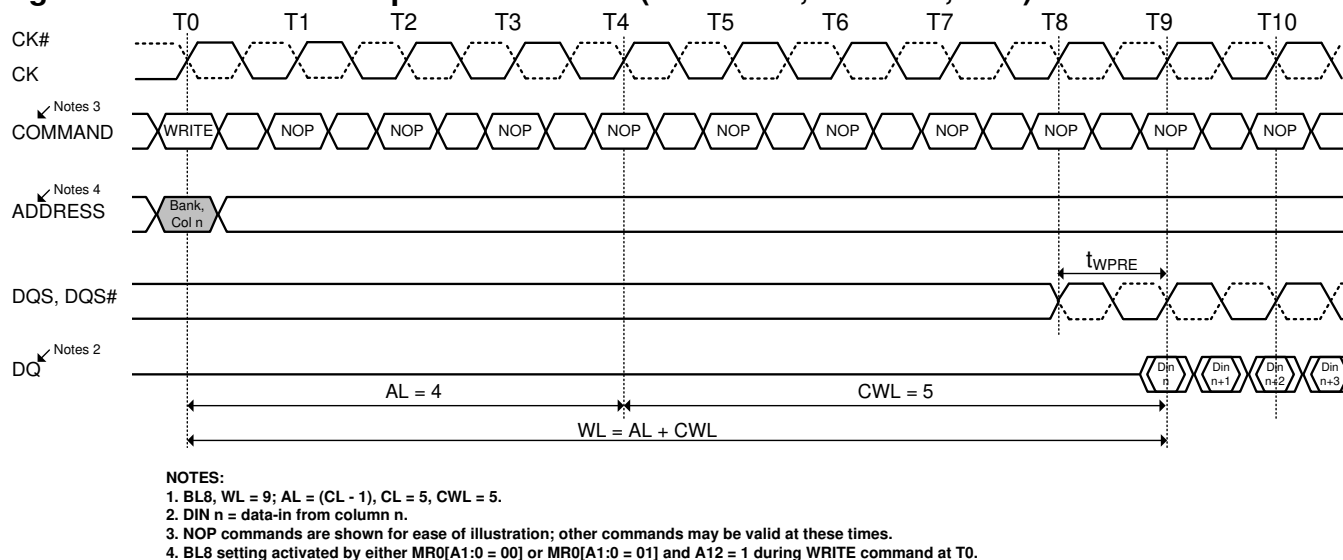 T0 T1 T2 T3 T4 T5 T6 T7 T8 T9 T10
CK#
CK
Notes 3
COMMAND WRITE NOP NOP NOP NOP NOP NOP NOP NOP NOP NOP
Notes 4
ADDRESS
Bank,
Col n
tWPRE
DQS, DQS#
Notes 2
DQ
Din n
Din n+1
Din n+2
Din n+3
AL = 4 CWL = 5
WL = AL + CWL
NOTES:
1. BL8, WL = 9; AL = (CL - 1), CL = 5, CWL = 5.
2. DIN n = data-in from column n.
3. NOP commands are shown for ease of illustration; other commands may be valid at these times.
4. BL8 setting activated by either MR0[A1:0 = 00] or MR0[A1:0 = 01] and A12 = 1 during WRITE command at T0.